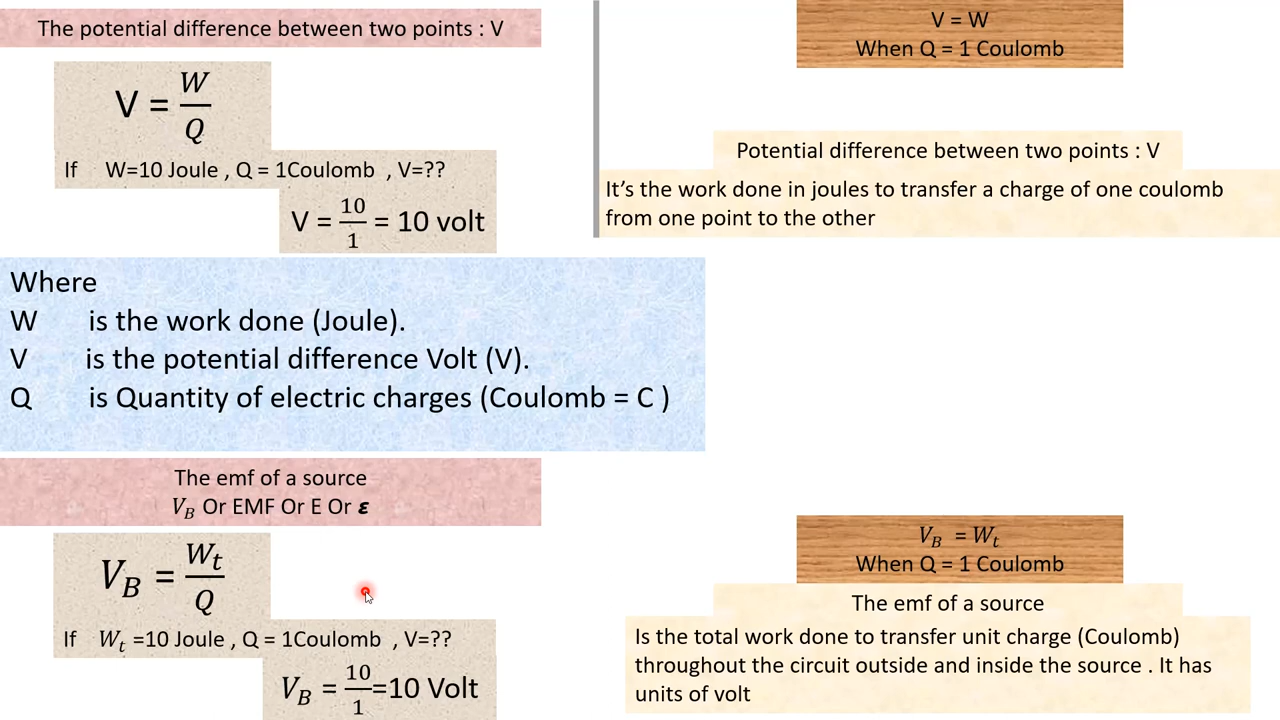 The potential difference between two points : V
V = W/Q
If W=10 Joule , Q = 1Coulomb , V=??
V = 10/1 = 10 volt
V = W
When Q = 1 Coulomb
Potential difference between two points : V
It's the work done in joules to transfer a charge of one coulomb
from one point to the other
Where
W is the work done (Joule).
V is the potential difference Volt (V).
Q is Quantity of electric charges (Coulomb = C )
The emf of a source
V_B Or EMF Or E Or ε
V_B = W_t/Q
If W_t =10 Joule , Q = 1Coulomb , V=??
V_B = 10/1=10 Volt
V_B = W_t
When Q = 1 Coulomb
The emf of a source
Is the total work done to transfer unit charge (Coulomb)
throughout the circuit outside and inside the source . It has
units of volt